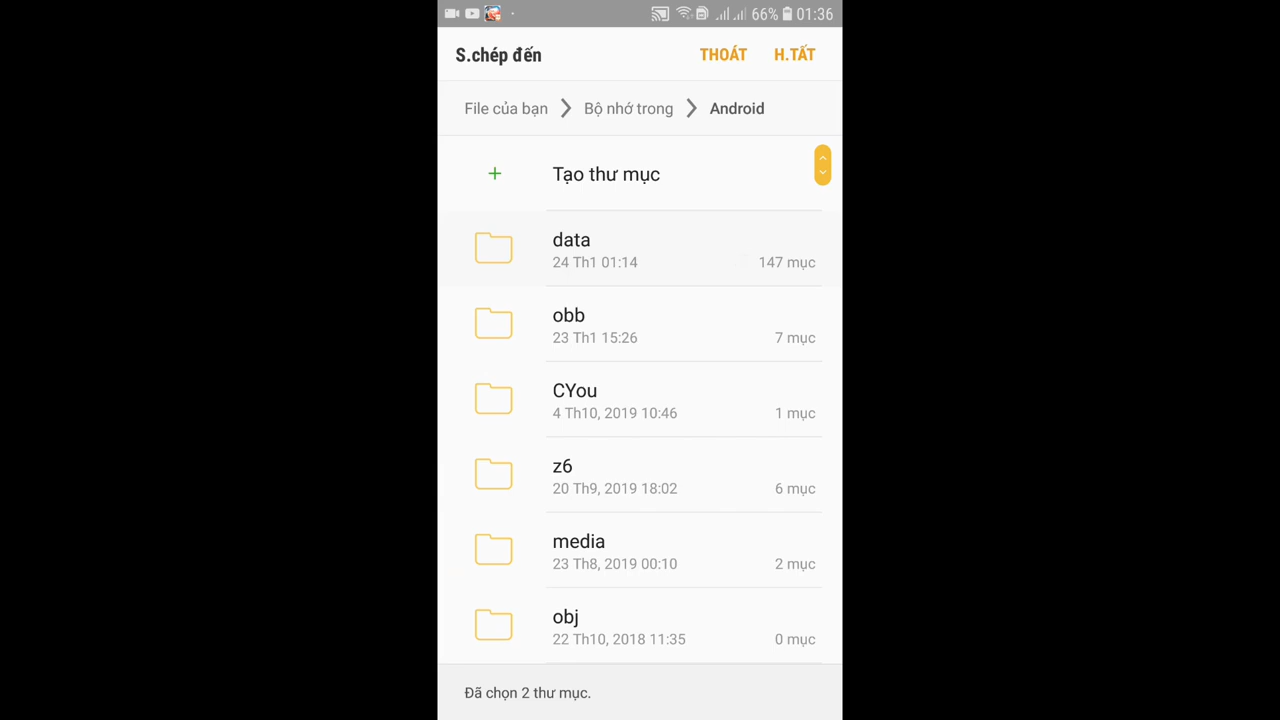 66% 01:36
S.chép đến THOÁT H.TẤT
File của bạn Bộ nhớ trong Android
+ Tạo thư mục
data
24 Th1 01:14 147 mục
obb
23 Th1 15:26 7 mục
CYou
4 Th10, 2019 10:46 1 mục
z6
20 Th9, 2019 18:02 6 mục
media
23 Th8, 2019 00:10 2 mục
obj
22 Th10, 2018 11:35 0 mục
Đã chọn 2 thư mục.